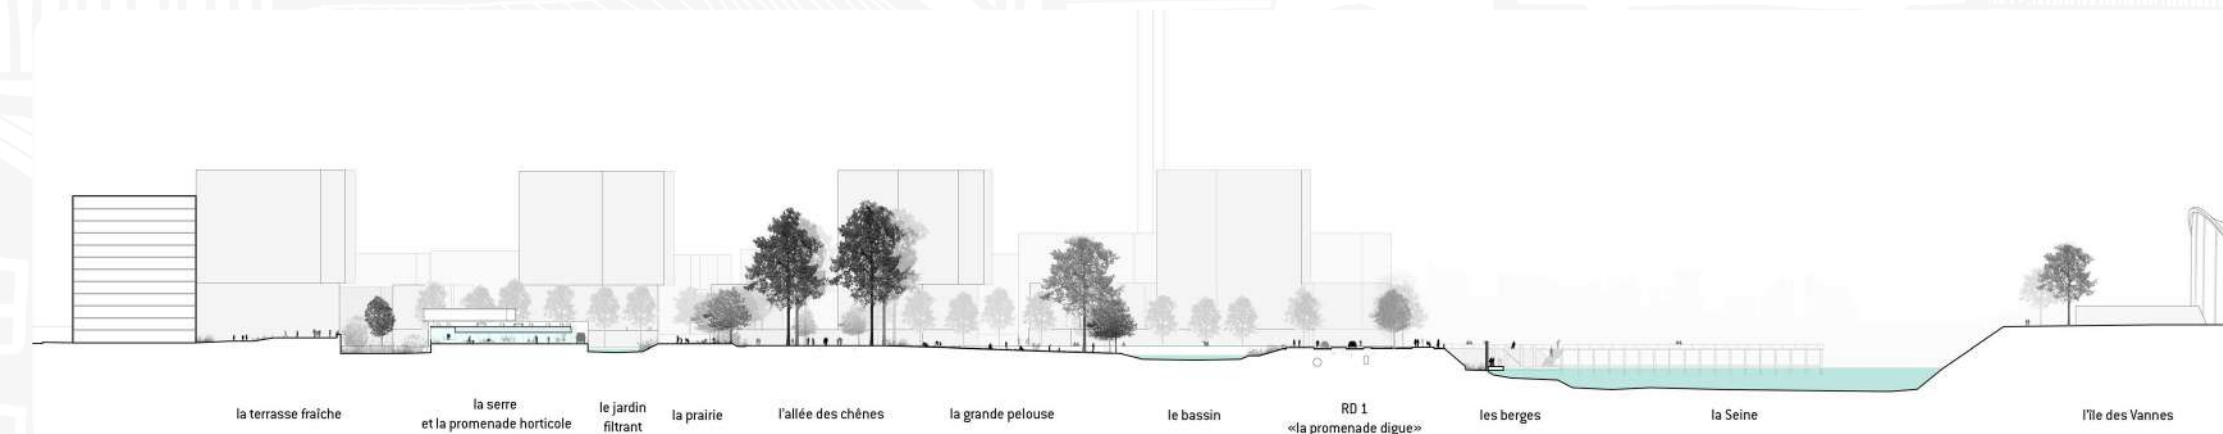 la terrasse fraîche
la serre
et la promenade horticole
le jardin
filtrant
la prairie
l'allée des chênes
la grande pelouse
le bassin
RD 1
«la promenade digue»
les berges
la Seine
l'île des Vannes